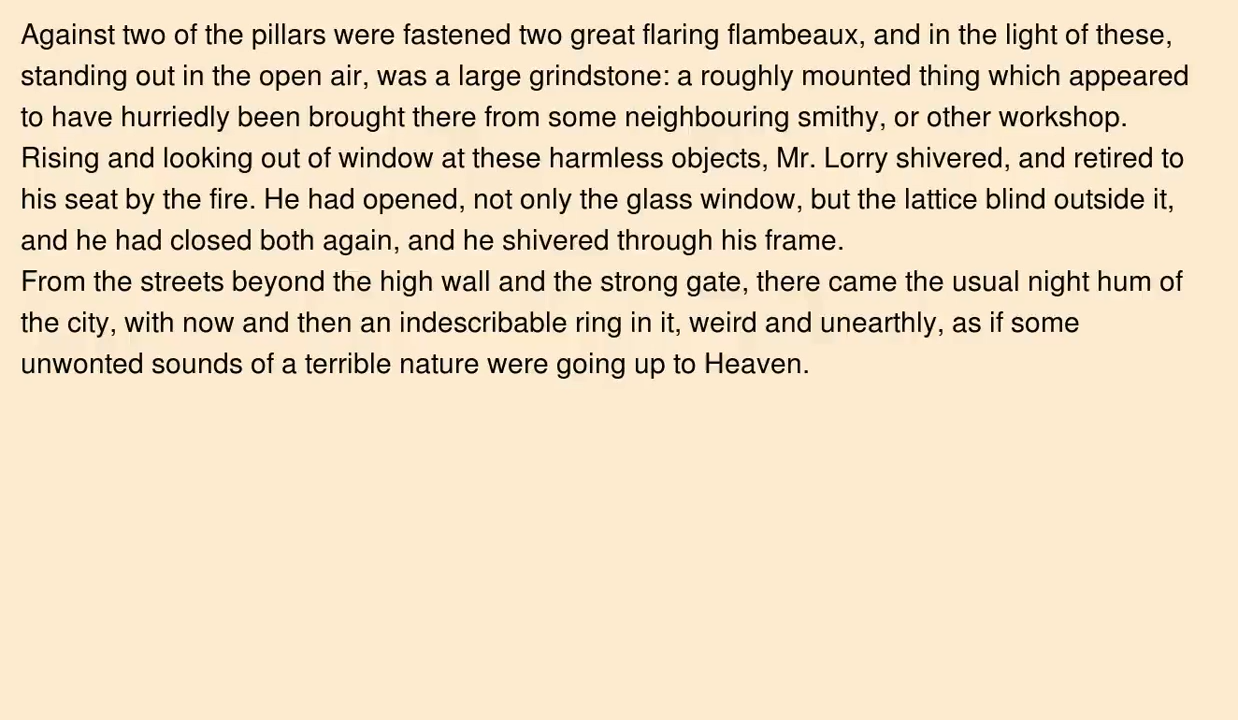 Against two of the pillars were fastened two great flaring flambeaux, and in the light of these,
standing out in the open air, was a large grindstone: a roughly mounted thing which appeared
to have hurriedly been brought there from some neighbouring smithy, or other workshop.
Rising and looking out of window at these harmless objects, Mr. Lorry shivered, and retired to
his seat by the fire. He had opened, not only the glass window, but the lattice blind outside it,
and he had closed both again, and he shivered through his frame.
From the streets beyond the high wall and the strong gate, there came the usual night hum of
the city, with now and then an indescribable ring in it, weird and unearthly, as if some
unwonted sounds of a terrible nature were going up to Heaven.